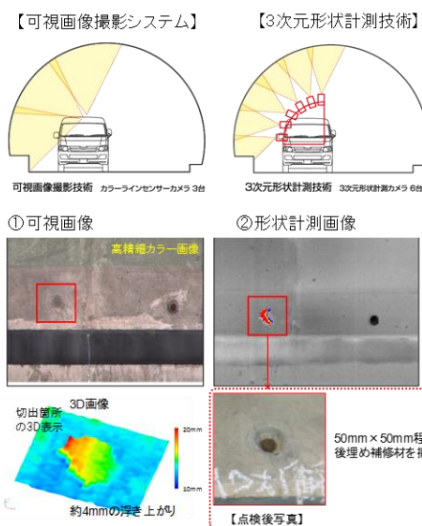 【可視画像撮影システム】
【3次元形状計測技術】
可視画像撮影技術 カラーラインセンサーカメラ 3台
3次元形状計測技術 3次元形状計測カメラ 6台
①可視画像
②形状計測画像
高精細カラー画像
3D画像
切出箇所
の3D表示
20mm
10mm
約4mmの浮き上がり
50mm×50mm程
後埋め補修材を
【点検後写真】